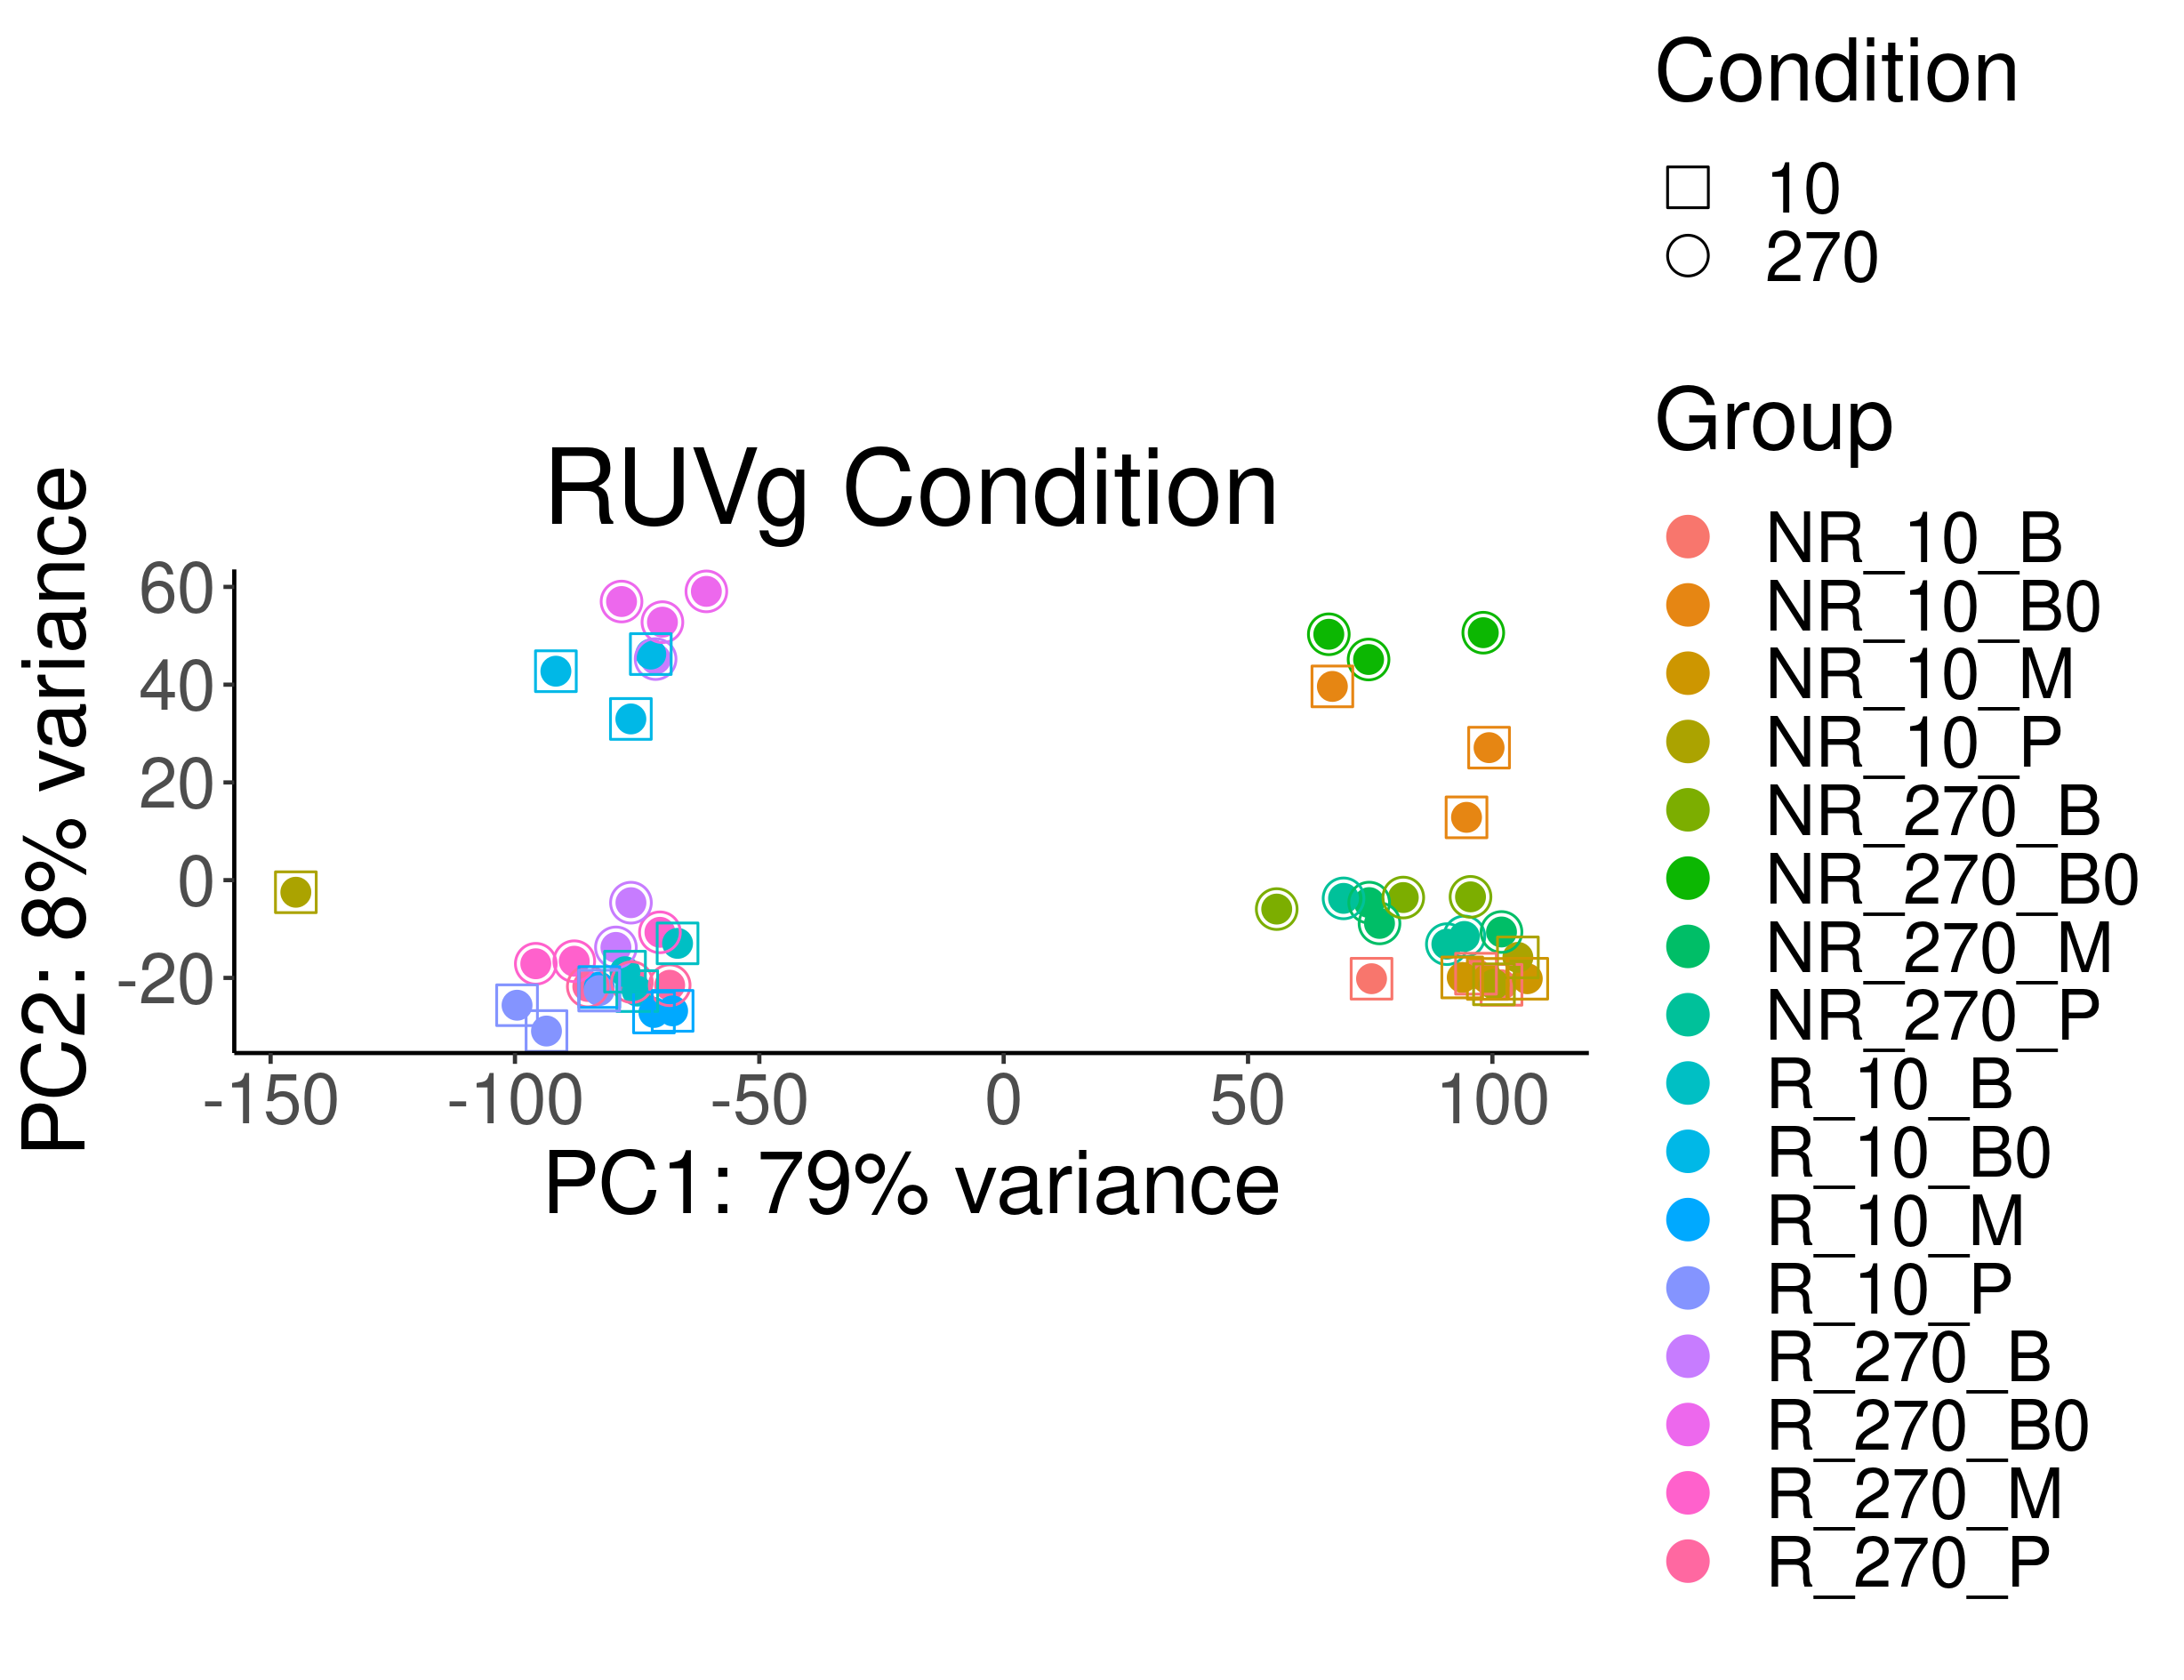 RUVg Condition
PC2: 8% variance
60
40
20
0
-20
-150
-100
-50
0
50
100
PC1: 79% variance
Condition
10
270
Group
NR_10_B
NR_10_B0
NR_10_M
NR_10_P
NR_270_B
NR_270_B0
NR_270_M
NR_270_P
R_10_B
R_10_B0
R_10_M
R_10_P
R_270_B
R_270_B0
R_270_M
R_270_P